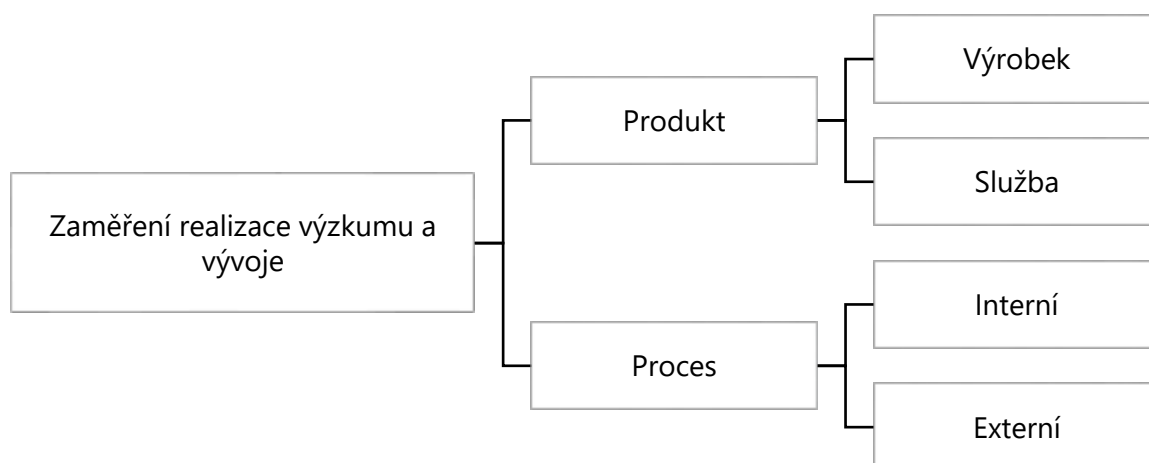 Zaměření realizace výzkumu a
vývoje
Produkt
Výrobek
Služba
Proces
Interní
Externí